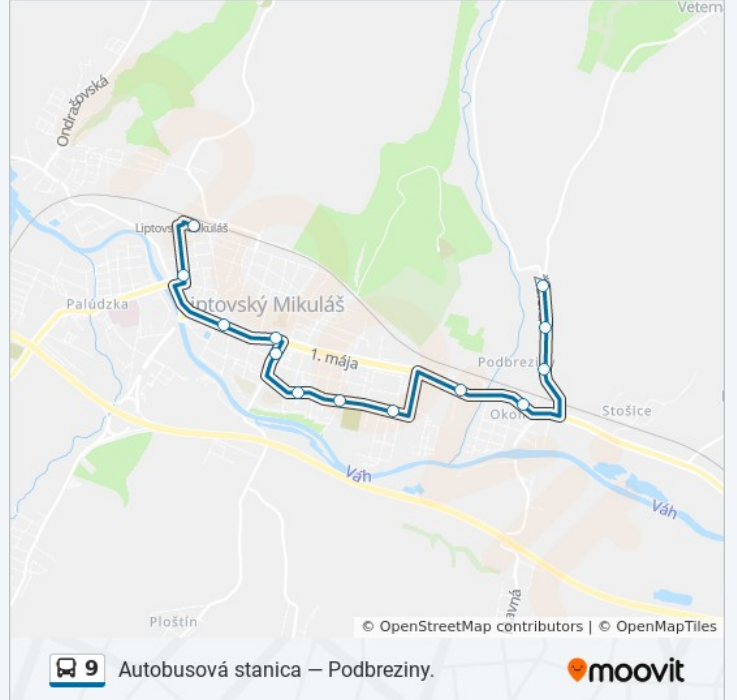 Veterná
Ondrašovská
Liptovský Mikuláš
Palúdzka
Liptovský Mikuláš
1. mája
Podbreziny
Stošice
Váh
Váh
Ploštín
© OpenStreetMap contributors | © OpenMapTiles
9 Autobusová stanica — Podbreziny.
moovit